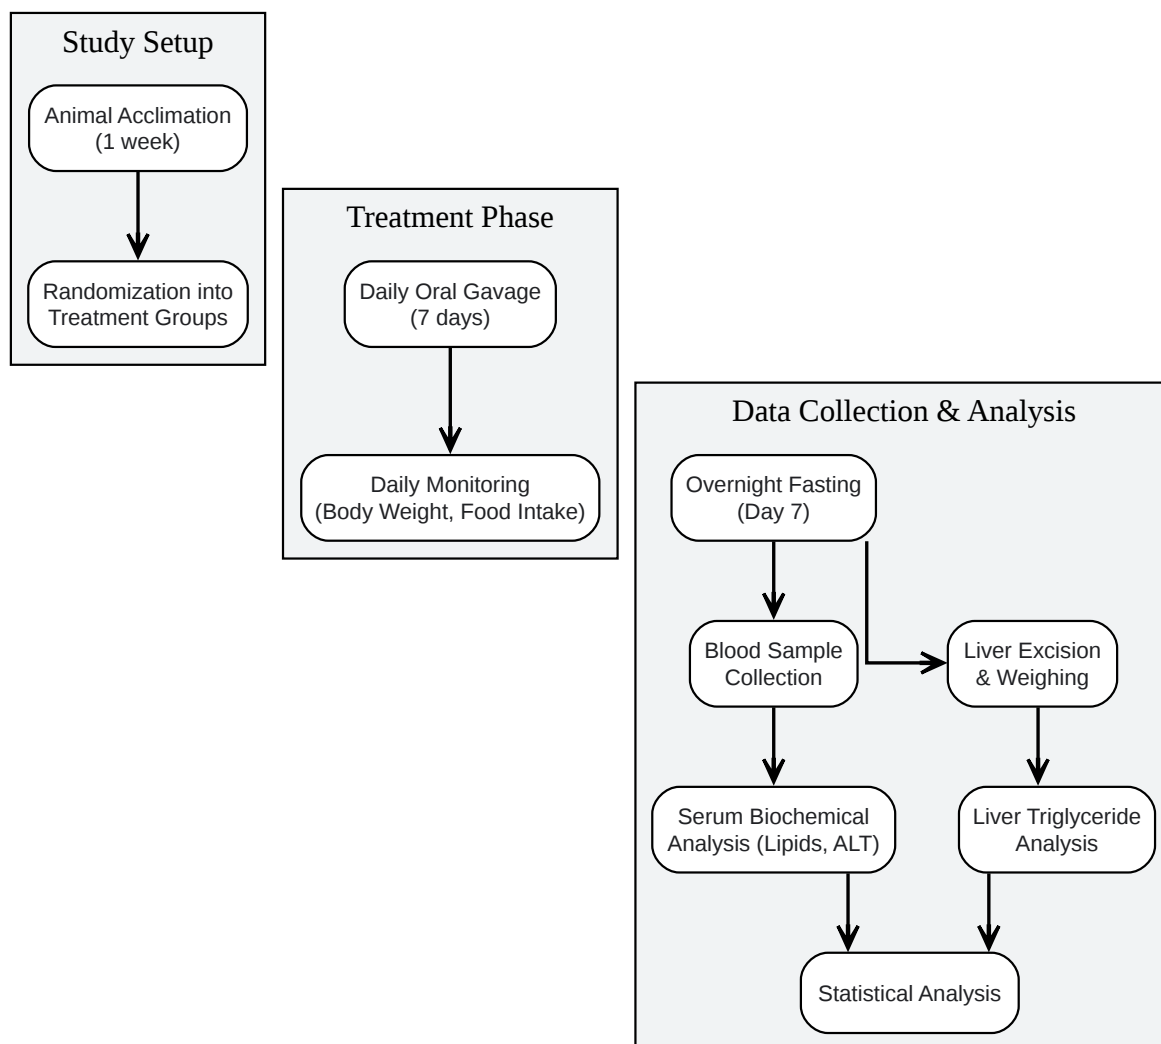 Study Setup
Animal Acclimation
(1 week)
Randomization into
Treatment Groups
Treatment Phase
Daily Oral Gavage
(7 days)
Daily Monitoring
(Body Weight, Food Intake)
Data Collection & Analysis
Overnight Fasting
(Day 7)
Blood Sample
Collection
Liver Excision
& Weighing
Serum Biochemical
Analysis (Lipids, ALT)
Liver Triglyceride
Analysis
Statistical Analysis